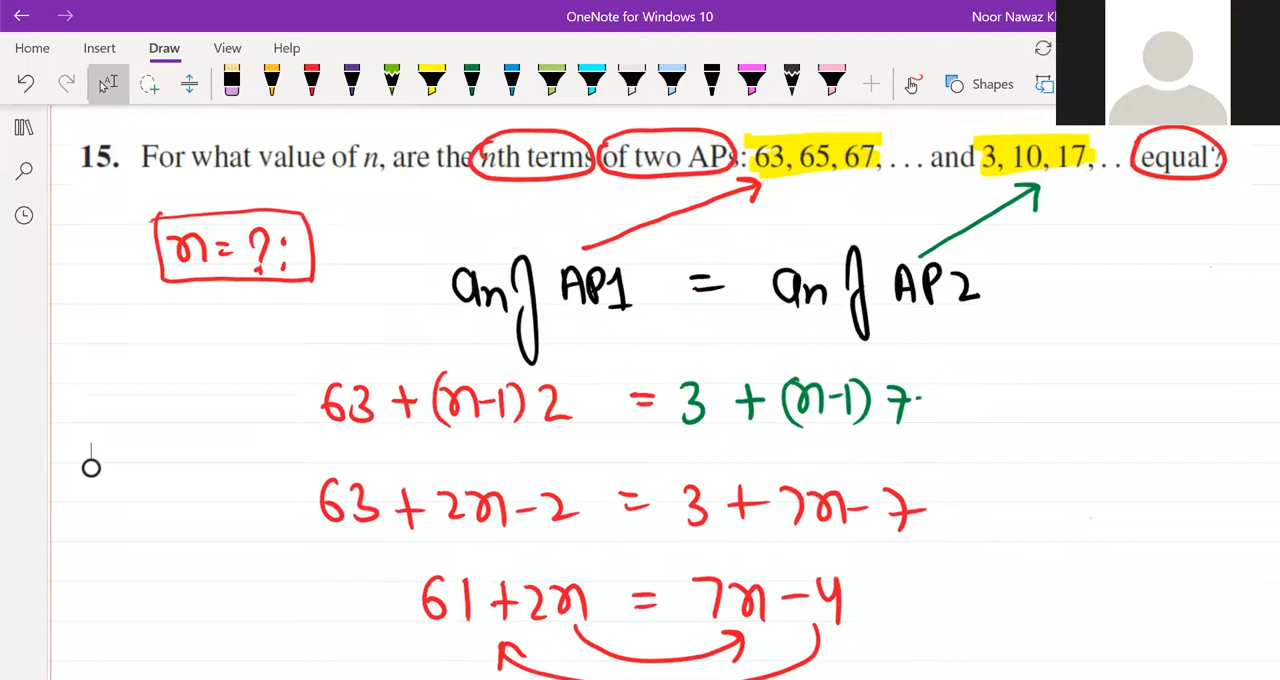 OneNote for Windows 10
Noor Nawaz Kh
Home Insert Draw View Help
Shapes
15. For what value of n, are the nth terms of two APs: 63, 65, 67, . . . and 3, 10, 17, . . . equal?
n = ? :
an of AP1 = an of AP2
63 + (n-1) 2 = 3 + (n-1) 7
63 + 2n - 2 = 3 + 7n - 7
61 + 2n = 7n - 4